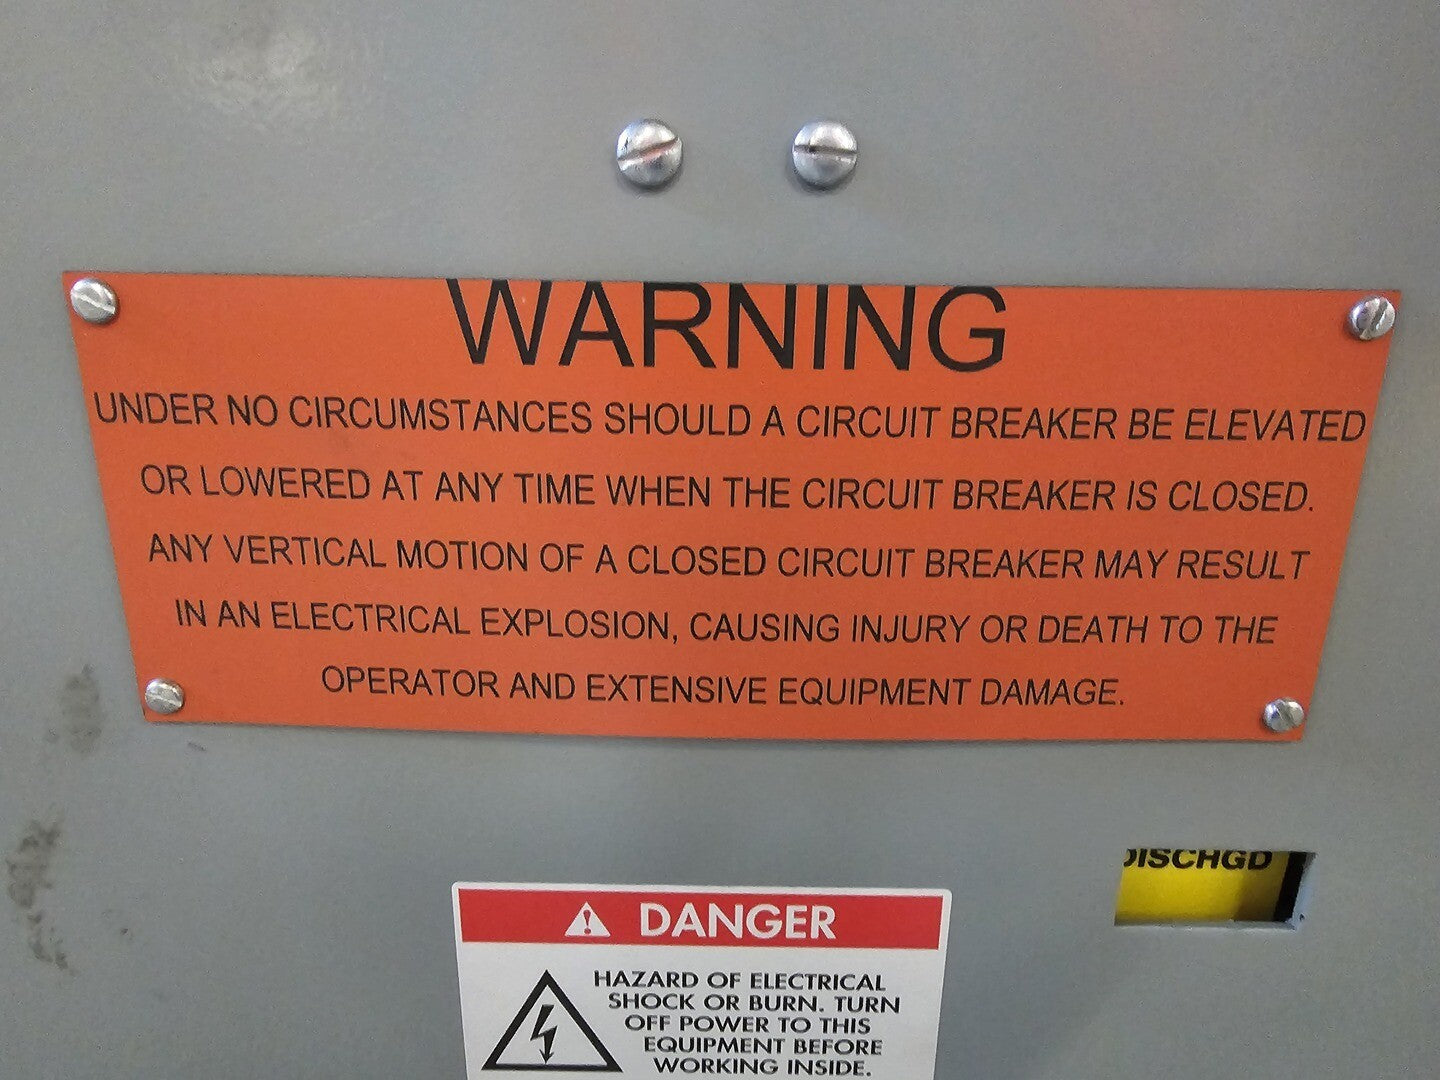 WARNING
UNDER NO CIRCUMSTANCES SHOULD A CIRCUIT BREAKER BE ELEVATED
OR LOWERED AT ANY TIME WHEN THE CIRCUIT BREAKER IS CLOSED.
ANY VERTICAL MOTION OF A CLOSED CIRCUIT BREAKER MAY RESULT
IN AN ELECTRICAL EXPLOSION, CAUSING INJURY OR DEATH TO THE
OPERATOR AND EXTENSIVE EQUIPMENT DAMAGE.
DISCHGD
DANGER
HAZARD OF ELECTRICAL
SHOCK OR BURN. TURN
OFF POWER TO THIS
EQUIPMENT BEFORE
WORKING INSIDE.